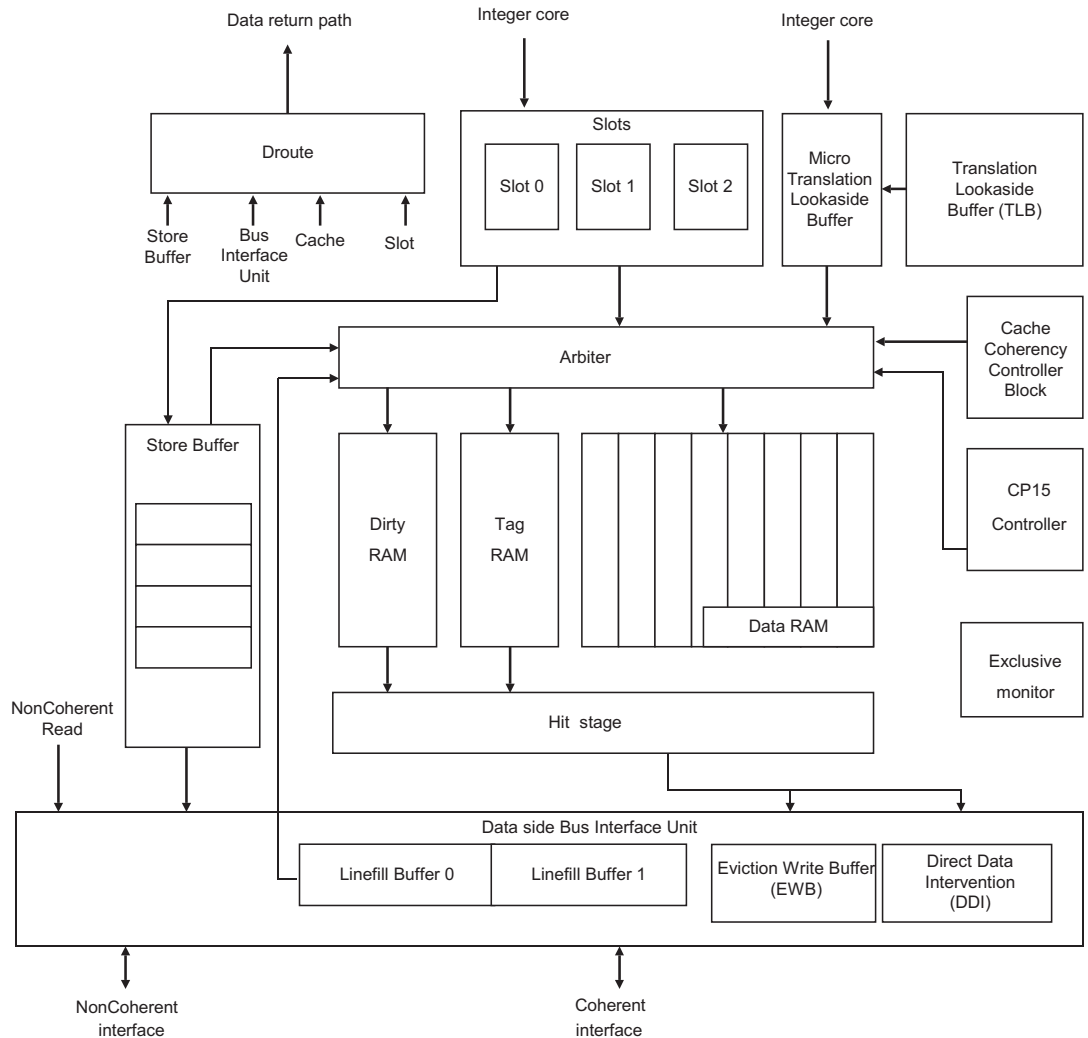 Data return path
Integer core
Integer core
Droute
Slots
Slot 0
Slot 1
Slot 2
Micro
Translation
Lookaside
Buffer
Translation
Lookaside
Buffer (TLB)
Store
Buffer
Bus
Interface
Unit
Cache
Slot
Arbiter
Cache
Coherency
Controller
Block
Store Buffer
Dirty
RAM
Tag
RAM
Data RAM
CP15
Controller
Exclusive
monitor
Hit stage
NonCoherent
Read
Data side Bus Interface Unit
Linefill Buffer 0
Linefill Buffer 1
Eviction Write Buffer
(EWB)
Direct Data
Intervention
(DDI)
NonCoherent
interface
Coherent
interface